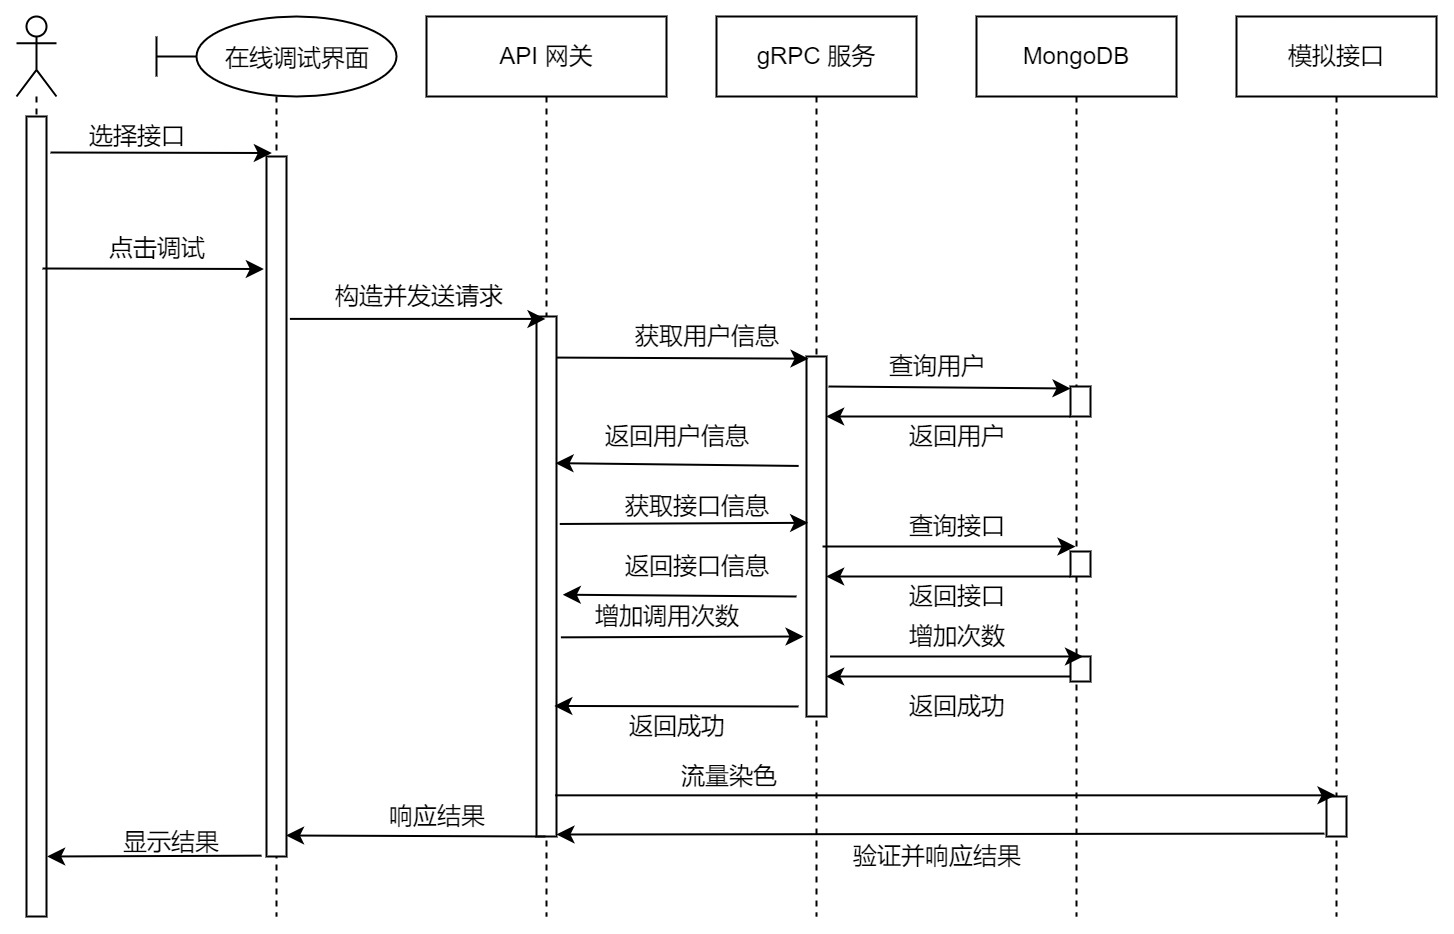 在线调试界面
API 网关
gRPC 服务
MongoDB
模拟接口
选择接口
点击调试
构造并发送请求
获取用户信息
查询用户
返回用户
返回用户信息
获取接口信息
查询接口
返回接口信息
返回接口
增加调用次数
增加次数
返回成功
返回成功
流量染色
响应结果
显示结果
验证并响应结果